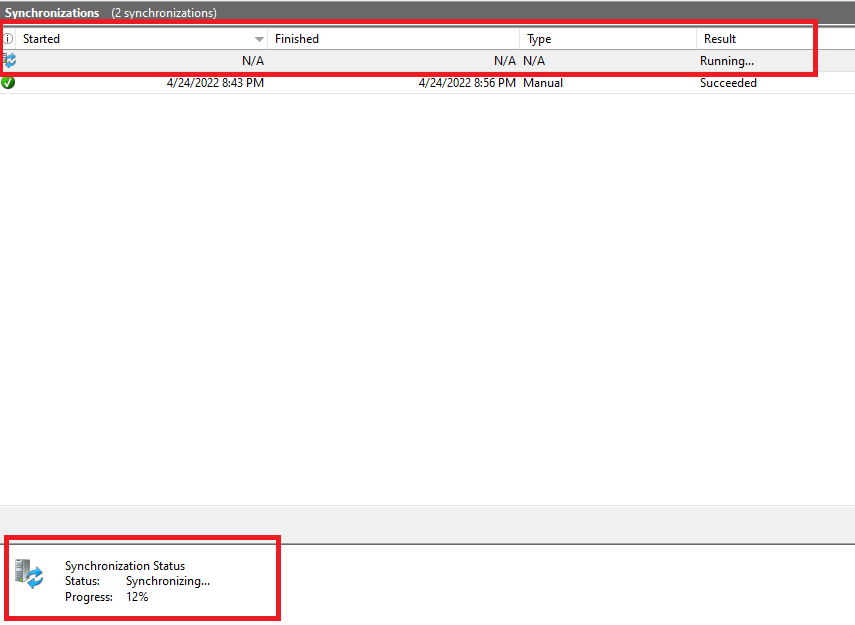 Synchronizations (2 synchronizations)
Started Finished Type Result
N/A N/A N/A Running...
4/24/2022 8:43 PM 4/24/2022 8:56 PM Manual Succeeded
Synchronization Status
Status: Synchronizing...
Progress: 12%